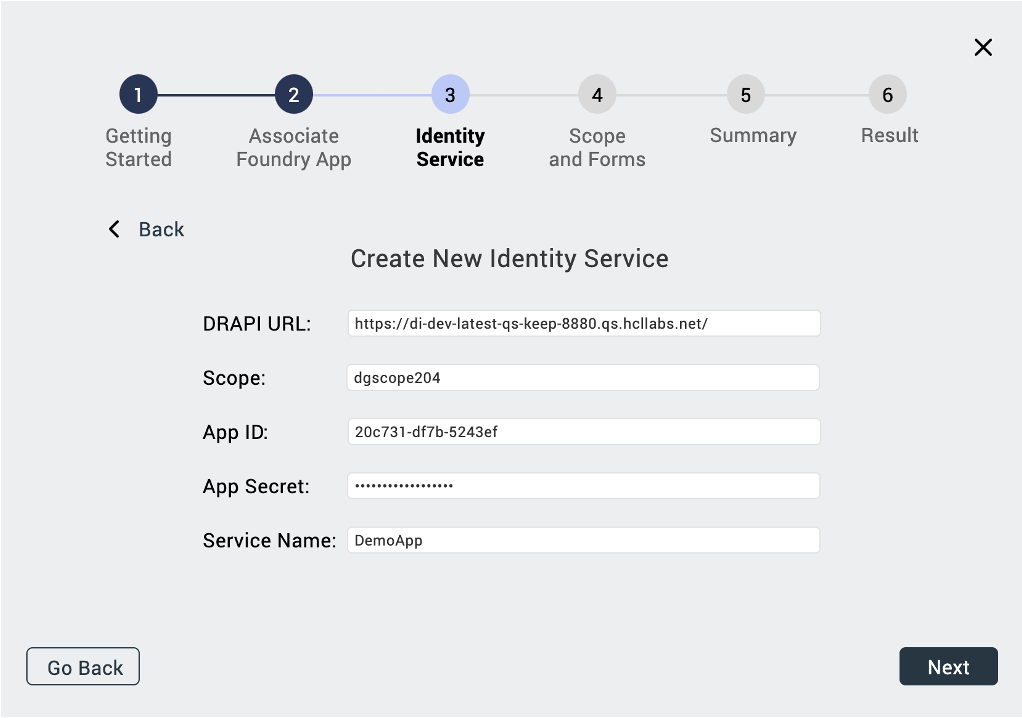 1 2 3 4 5 6
Getting Associate Identity Scope Summary Result
Started Foundry App Service and Forms
Back
Create New Identity Service
DRAPI URL: https://di-dev-latest-qs-keep-8880.qs.hcllabs.net/
Scope: dgscope204
App ID: 20c731-df7b-5243ef
App Secret: ••••••••••••••••••
Service Name: DemoApp
Go Back Next